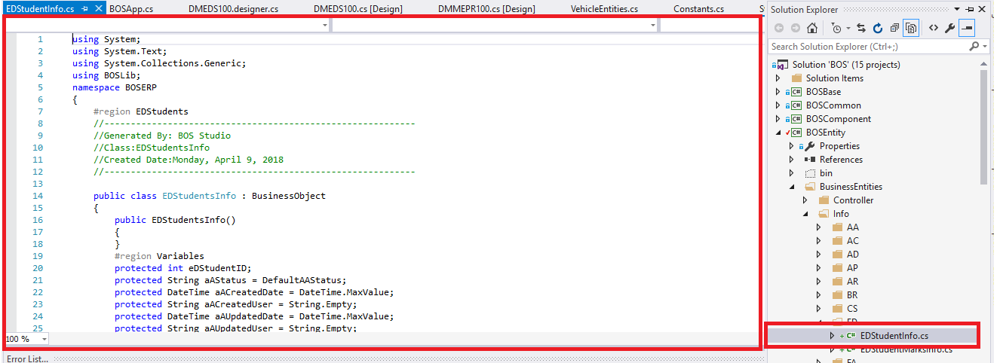 EDStudentInfo.cs BOSApp.cs DMEDS100.designer.cs DMEDS100.cs [Design] DMMEPR100.cs [Design] VehicleEntities.cs Constants.cs
1 using System;
2 using System.Text;
3 using System.Collections.Generic;
4 using BOSLib;
5 namespace BOSERP
6 {
7 #region EDStudents
8 //-----------------------------------------------------------
9 //Generated By: BOS Studio
10 //Class:EDStudentsInfo
11 //Created Date:Monday, April 9, 2018
12 //-----------------------------------------------------------
13
14 public class EDStudentsInfo : BusinessObject
15 {
16 public EDStudentsInfo()
17 {
18 }
19 #region Variables
20 protected int eDStudentID;
21 protected String aAStatus = DefaultAAStatus;
22 protected DateTime aACreatedDate = DateTime.MaxValue;
23 protected String aACreatedUser = String.Empty;
24 protected DateTime aAUpdatedDate = DateTime.MaxValue;
25 protected String aAUpdatedUser = String.Empty;
100 %
Error List...
Solution Explorer
Search Solution Explorer (Ctrl+;)
Solution 'BOS' (15 projects)
Solution Items
C# BOSBase
C# BOSCommon
C# BOSComponent
C# BOSEntity
Properties
References
bin
BusinessEntities
Controller
Info
AA
AC
AD
AP
AR
BR
CS
ED
C# EDStudentInfo.cs
C# EDStudentMarksInfo.cs
FA